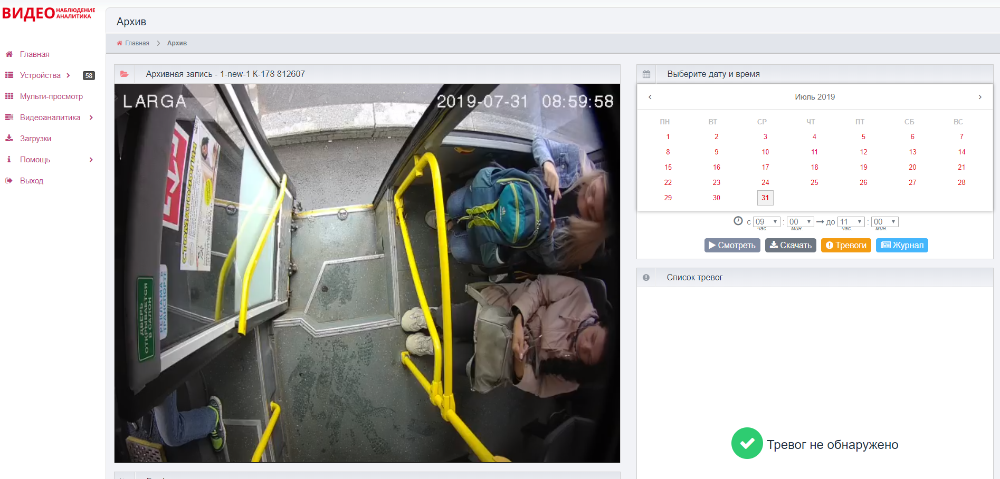 ВИДЕО НАБЛЮДЕНИЕ АНАЛИТИКА
Главная
Устройства 58
Мульти-просмотр
Видеоаналитика
Загрузки
Помощь
Выход
Архив
Главная > Архив
Архивная запись - 1-new-1 К-178 812607
LARGA 2019-07-31 08:59:58
СТОМАТОЛОГИЯ
ДВЕРЬ
ОТКРЫВАЕТСЯ
В САЛОН
РЕКЛАМА В
ТРАНСПОРТЕ
Выберите дату и время
Июль 2019
ПН ВТ СР ЧТ ПТ СБ ВС
1 2 3 4 5 6 7
8 9 10 11 12 13 14
15 16 17 18 19 20 21
22 23 24 25 26 27 28
29 30 31
с 09 : 00 до 11 : 00
час. мин. час. мин.
Смотреть Скачать Тревоги Журнал
Список тревог
Тревог не обнаружено